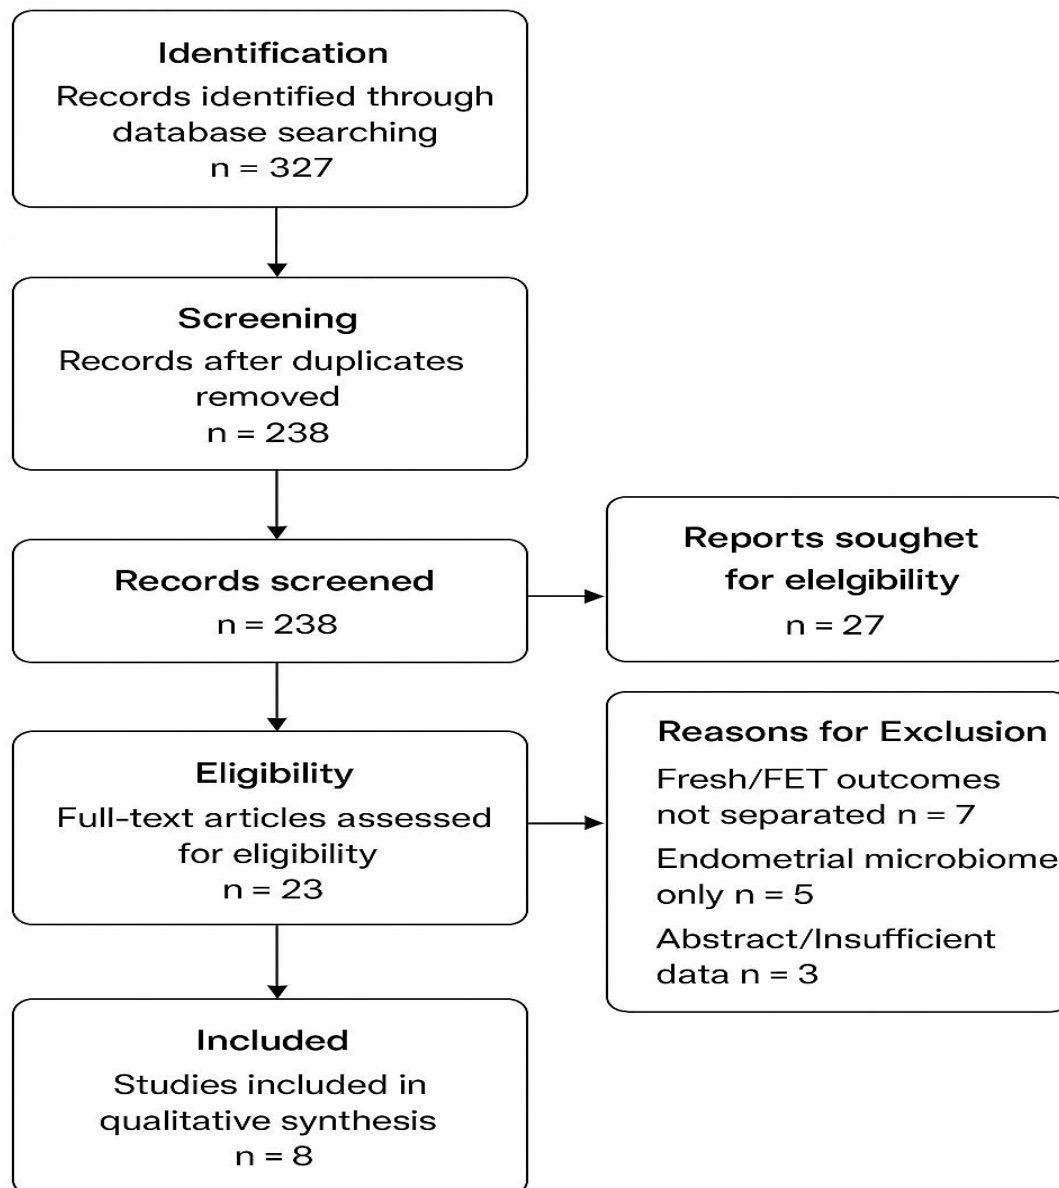 Identification
Records identified through
database searching
n = 327
Screening
Records after duplicates
removed
n = 238
Records screened
n = 238
Reports soughet
for elelgibility
n = 27
Eligibility
Full-text articles assessed
for eligibility
n = 23
Reasons for Exclusion
Fresh/FET outcomes
not separated n = 7
Endometrial microbiome
only n = 5
Abstract/Insufficient
data n = 3
Included
Studies included in
qualitative synthesis
n = 8